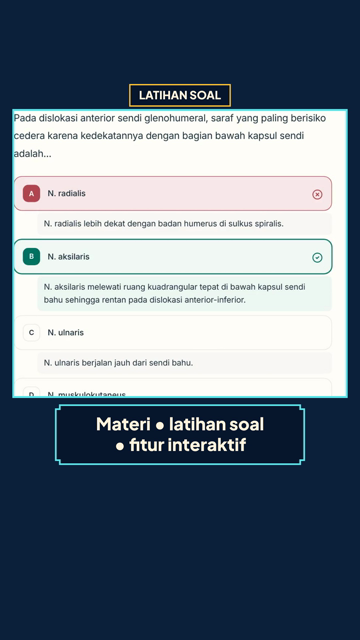 LATIHAN SOAL
Pada dislokasi anterior sendi glenohumeral, saraf yang paling berisiko
cedera karena kedekatannya dengan bagian bawah kapsul sendi
adalah...
A N. radialis
N. radialis lebih dekat dengan badan humerus di sulkus spiralis.
B N. aksilaris
N. aksilaris melewati ruang kuadrangular tepat di bawah kapsul sendi
bahu sehingga rentan pada dislokasi anterior-inferior.
C N. ulnaris
N. ulnaris berjalan jauh dari sendi bahu.
D N. muskulokutaneus
Materi ● latihan soal
● fitur interaktif